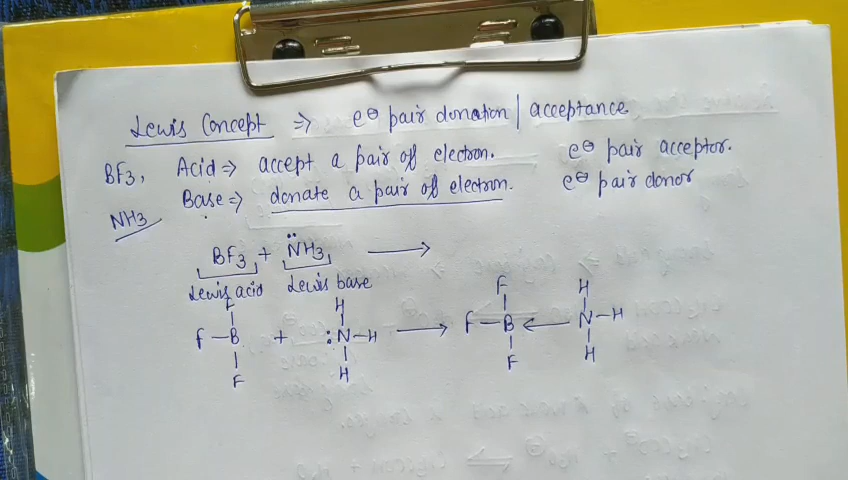 Lewis Concept ⇒ e⊖ pair donation | acceptance
BF3, Acid ⇒ accept a pair of electron. e⊖ pair acceptor.
NH3 Base ⇒ donate a pair of electron. e⊖ pair donor
BF3 + N̈H3 ⟶
Lewis acid Lewis base
F H F H
F—B + :N—H ⟶ F—B ⟵ N—H
F H F H